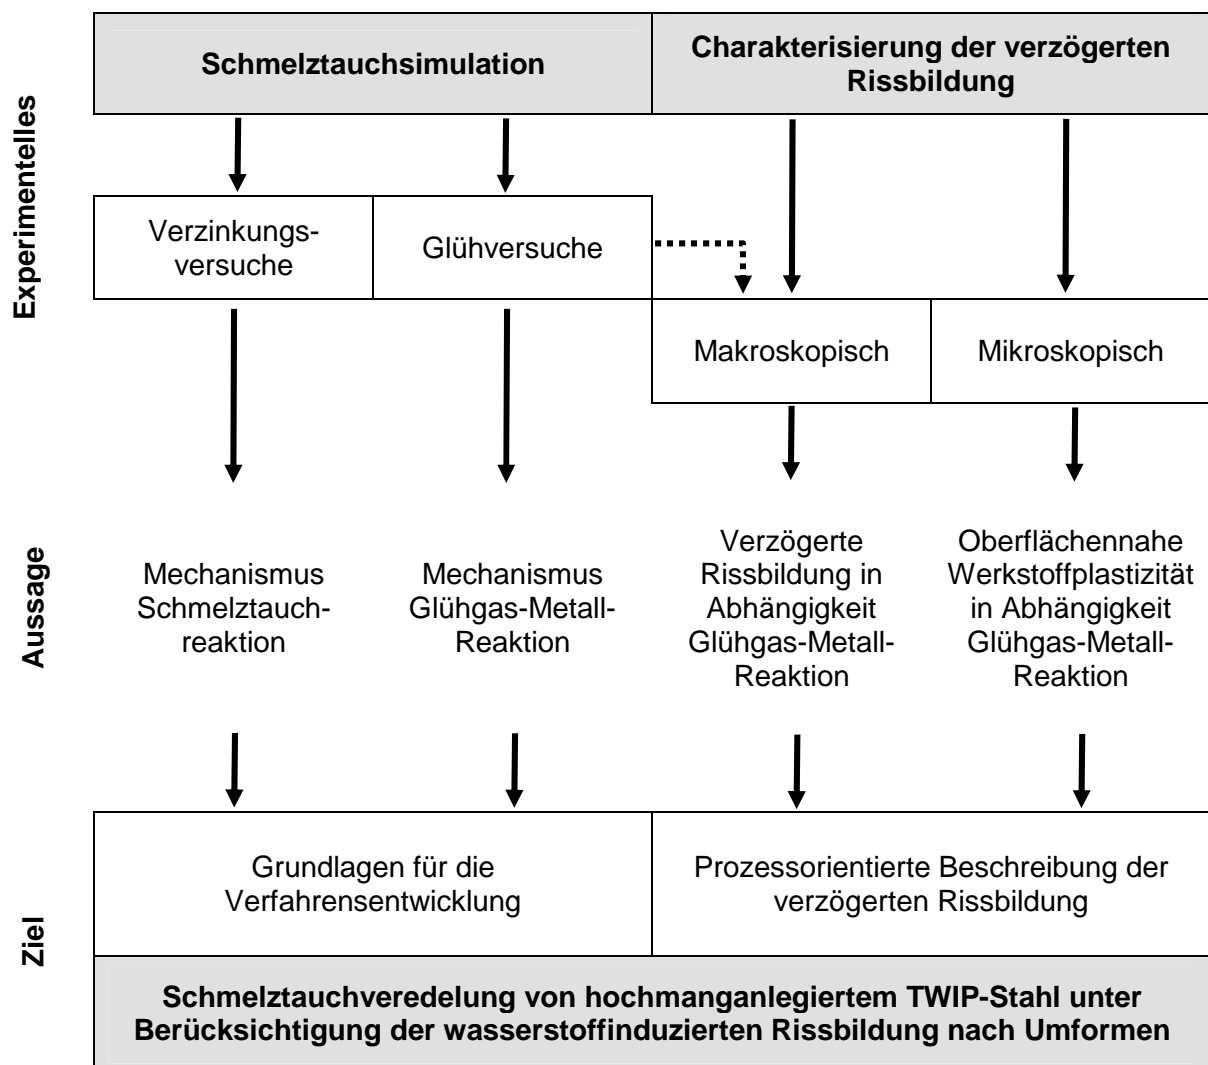 Experimentelles
Schmelztauchsimulation
Charakterisierung der verzögerten
Rissbildung
Verzinkungs-
versuche
Glühversuche
Makroskopisch
Mikroskopisch
Aussage
Mechanismus
Schmelztauch-
reaktion
Mechanismus
Glühgas-Metall-
Reaktion
Verzögerte
Rissbildung in
Abhängigkeit
Glühgas-Metall-
Reaktion
Oberflächennahe
Werkstoffplastizität
in Abhängigkeit
Glühgas-Metall-
Reaktion
Ziel
Grundlagen für die
Verfahrensentwicklung
Prozessorientierte Beschreibung der
verzögerten Rissbildung
Schmelztauchveredelung von hochmanganlegiertem TWIP-Stahl unter
Berücksichtigung der wasserstoffinduzierten Rissbildung nach Umformen